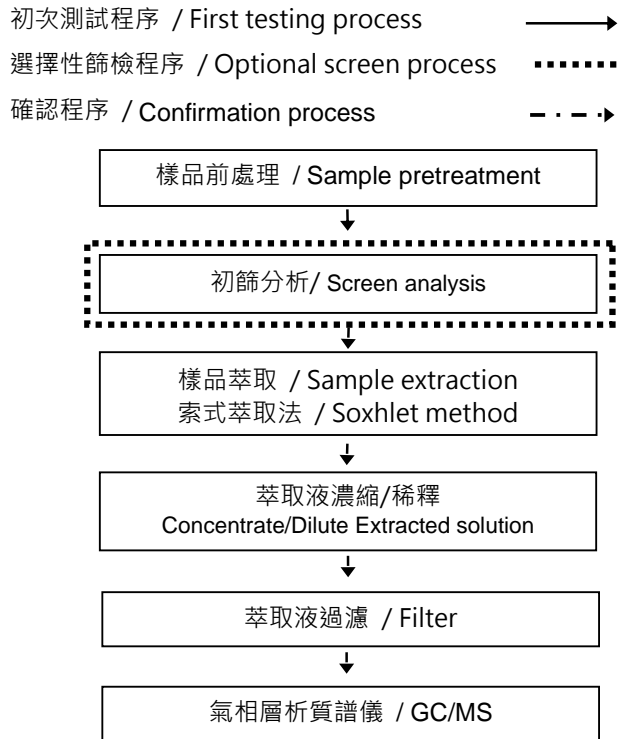 初次測試程序 / First testing process
選擇性篩檢程序 / Optional screen process
確認程序 / Confirmation process
樣品前處理 / Sample pretreatment
初篩分析/ Screen analysis
樣品萃取 / Sample extraction
索式萃取法 / Soxhlet method
萃取液濃縮/稀釋
Concentrate/Dilute Extracted solution
萃取液過濾 / Filter
氣相層析質譜儀 / GC/MS